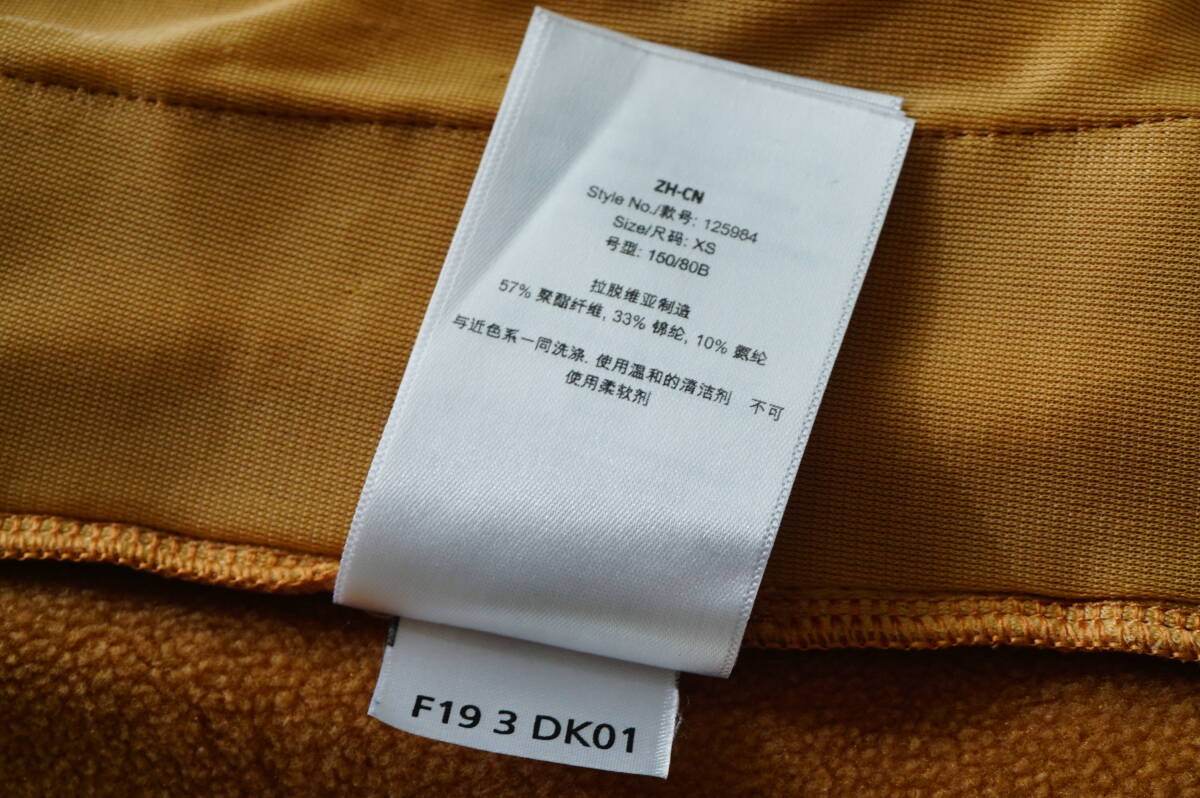 ZH-CN
Style No./款号: 125984
Size/尺码: XS
号型: 150/80B
拉脱维亚制造
57% 聚酯纤维, 33% 锦纶, 10% 氨纶
与近色系一同洗涤. 使用温和的清洁剂 不可
使用柔软剂
F19 3 DK01